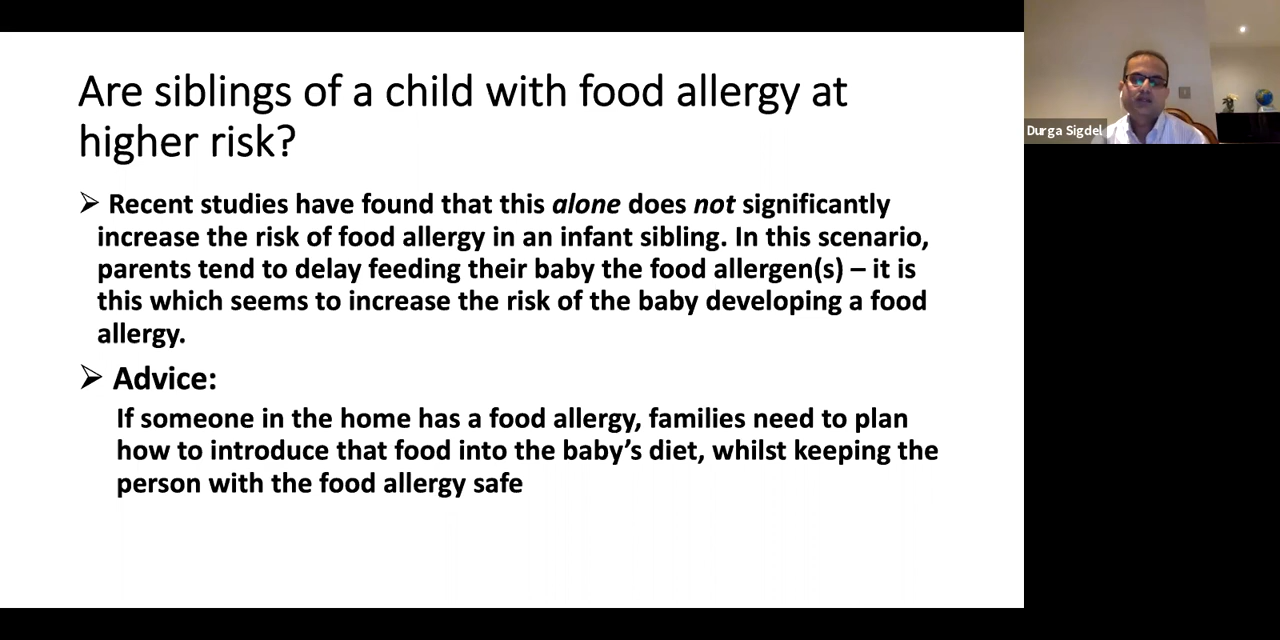 Are siblings of a child with food allergy at
higher risk?
➢ Recent studies have found that this alone does not significantly
increase the risk of food allergy in an infant sibling. In this scenario,
parents tend to delay feeding their baby the food allergen(s) – it is
this which seems to increase the risk of the baby developing a food
allergy.
➢ Advice:
If someone in the home has a food allergy, families need to plan
how to introduce that food into the baby’s diet, whilst keeping the
person with the food allergy safe
Durga Sigdel